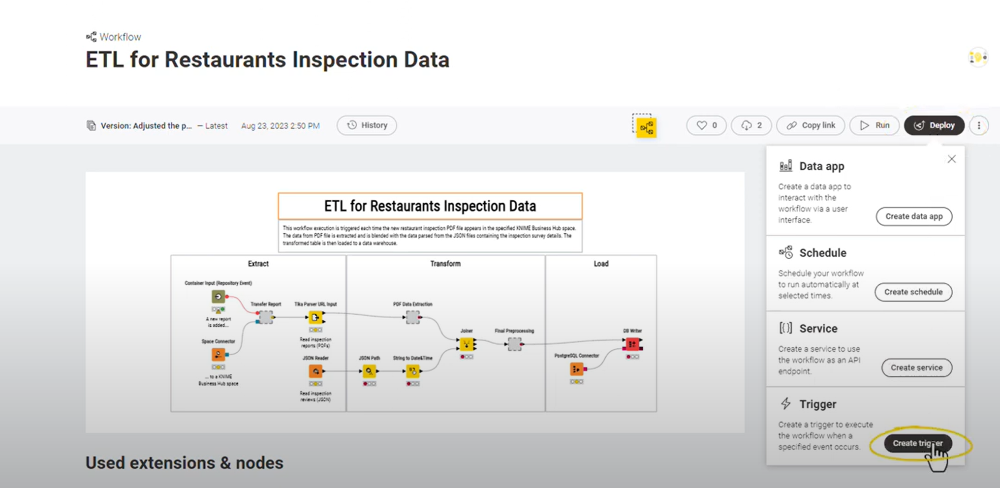 Workflow
ETL for Restaurants Inspection Data
Version: Adjusted the p... – Latest
Aug 23, 2023 2:50 PM
History
0
2
Copy link
Run
Deploy
ETL for Restaurants Inspection Data
This workflow execution is triggered each time the new restaurant inspection PDF file appears in the specified KNIME Business Hub space.
The data from PDF file is extracted and is blended with the data parsed from the JSON files containing the inspection survey details. The
transformed table is then loaded to a data warehouse.
Extract
Transform
Load
Container Input (Repository Event)
A new report
is added...
Transfer Report
Tika Parser URL Input
Read inspection
reports (PDFs)
Space Connector
... to a KNIME
Business Hub space
JSON Reader
Read inspection
reviews (JSON)
PDF Data Extraction
JSON Path
String to Date&Time
Joiner
Final Preprocessing
PostgreSQL Connector
DB Writer
Data app
Create a data app to
interact with the
workflow via a user
interface.
Create data app
Schedule
Schedule your workflow
to run automatically at
selected times.
Create schedule
Service
Create a service to use
the workflow as an API
endpoint.
Create service
Trigger
Create a trigger to execute
the workflow when a
specified event occurs.
Create trigger
Used extensions & nodes